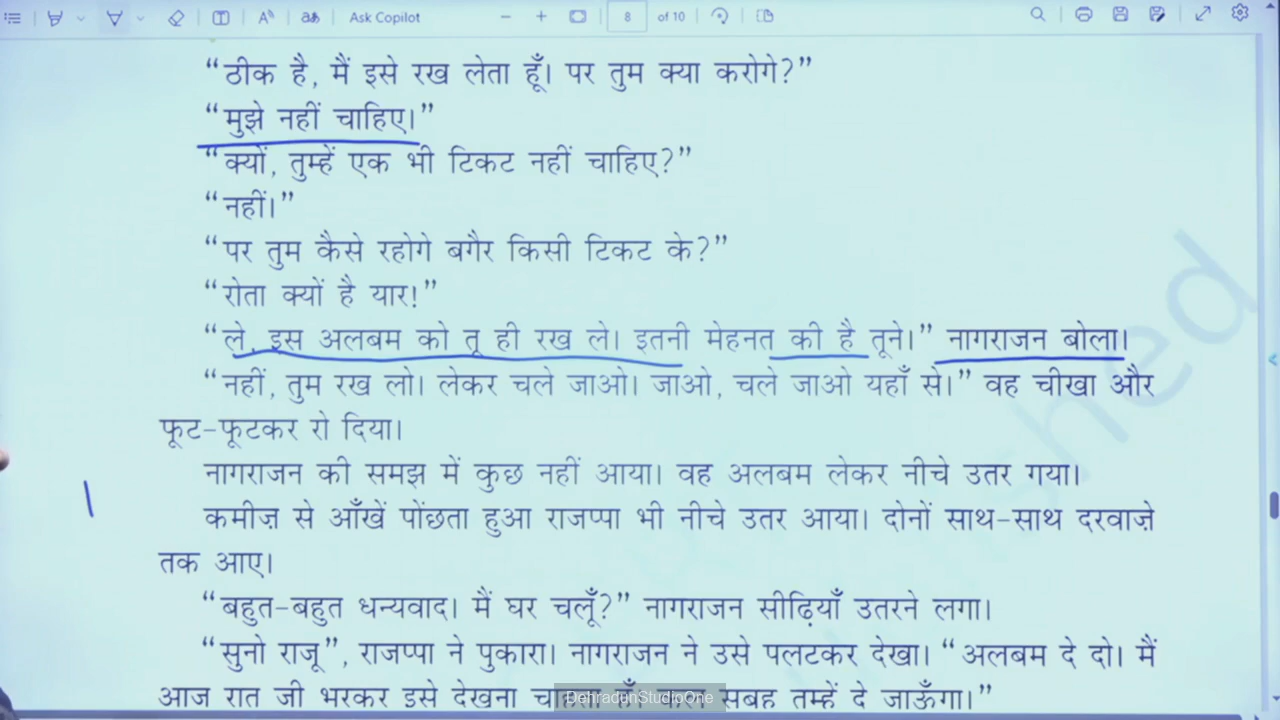 Ask Copilot
8 of 10
“ठीक है, मैं इसे रख लेता हूँ। पर तुम क्या करोगे?”
“मुझे नहीं चाहिए।”
“क्यों, तुम्हें एक भी टिकट नहीं चाहिए?”
“नहीं।”
“पर तुम कैसे रहोगे बगैर किसी टिकट के?”
“रोता क्यों है यार!”
“ले, इस अलबम को तू ही रख ले। इतनी मेहनत की है तूने।” नागराजन बोला।
“नहीं, तुम रख लो। लेकर चले जाओ। जाओ, चले जाओ यहाँ से।” वह चीखा और
फूट-फूटकर रो दिया।
नागराजन की समझ में कुछ नहीं आया। वह अलबम लेकर नीचे उतर गया।
कमीज़ से आँखें पोंछता हुआ राजप्पा भी नीचे उतर आया। दोनों साथ-साथ दरवाज़े
तक आए।
“बहुत-बहुत धन्यवाद। मैं घर चलूँ?” नागराजन सीढ़ियाँ उतरने लगा।
“सुनो राजू”, राजप्पा ने पुकारा। नागराजन ने उसे पलटकर देखा। “अलबम दे दो। मैं
आज रात जी भरकर इसे देखना सुबह तुम्हें दे जाऊँगा।”
DehradunStudioOne